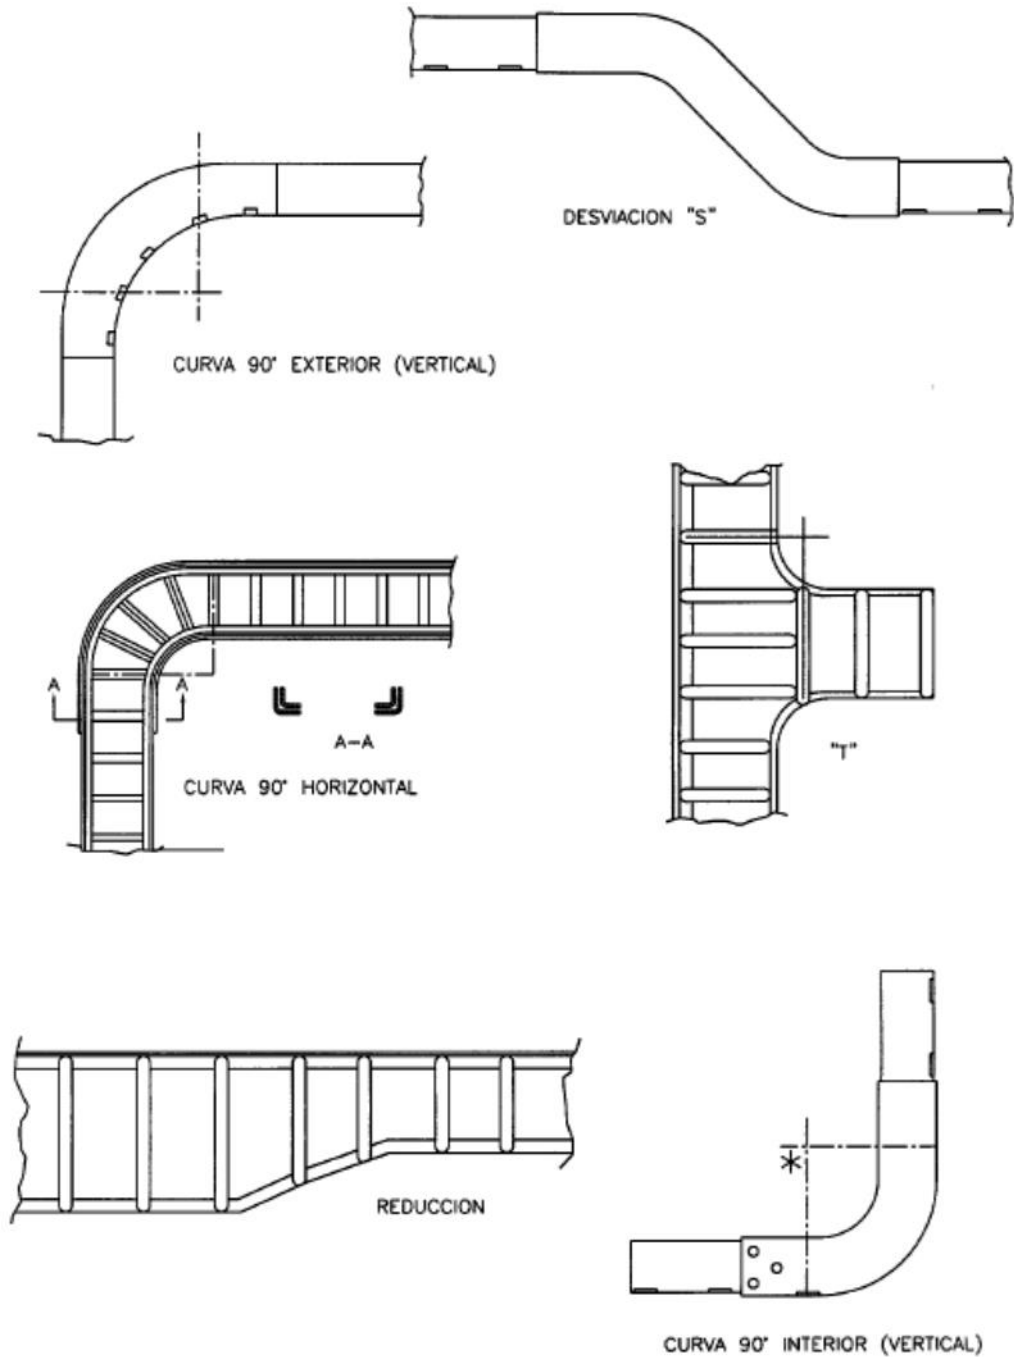 DESVIACION "S"
CURVA 90° EXTERIOR (VERTICAL)
A A
A-A
"T"
CURVA 90° HORIZONTAL
REDUCCION
CURVA 90° INTERIOR (VERTICAL)